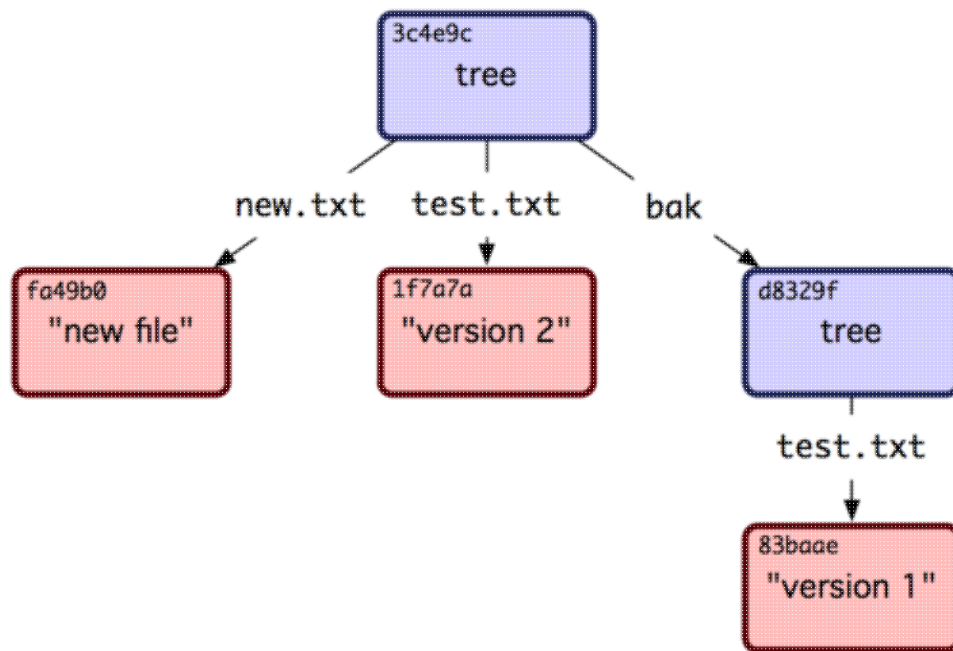 3c4e9c
tree
new.txt
test.txt
bak
fa49b0
"new file"
1f7a7a
"version 2"
d8329f
tree
test.txt
83baae
"version 1"